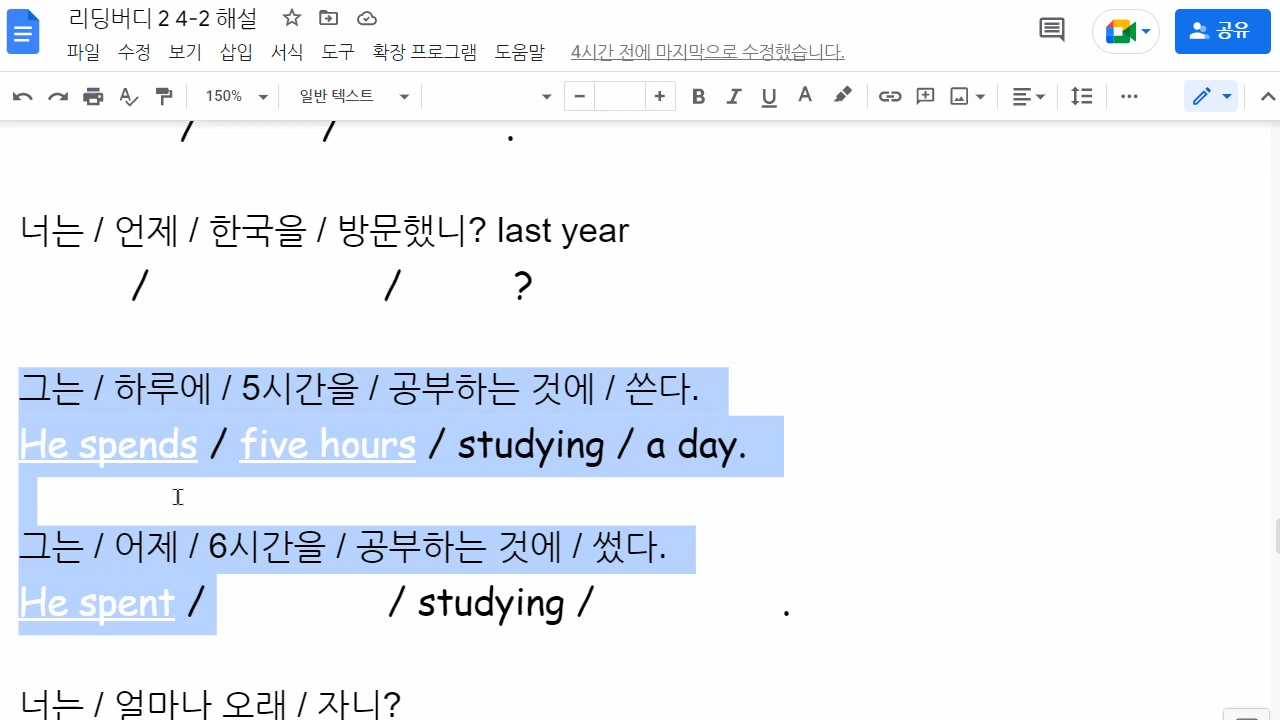 리딩버디 2 4-2 해설
파일 수정 보기 삽입 서식 도구 확장 프로그램 도움말 4시간 전에 마지막으로 수정했습니다.
공유
150% 일반 텍스트 − + B I U A
/ / .
너는 / 언제 / 한국을 / 방문했니? last year
/ / ?
그는 / 하루에 / 5시간을 / 공부하는 것에 / 쓴다.
He spends / five hours / studying / a day.
그는 / 어제 / 6시간을 / 공부하는 것에 / 썼다.
He spent / / studying / .
너는 / 얼마나 오래 / 자니?